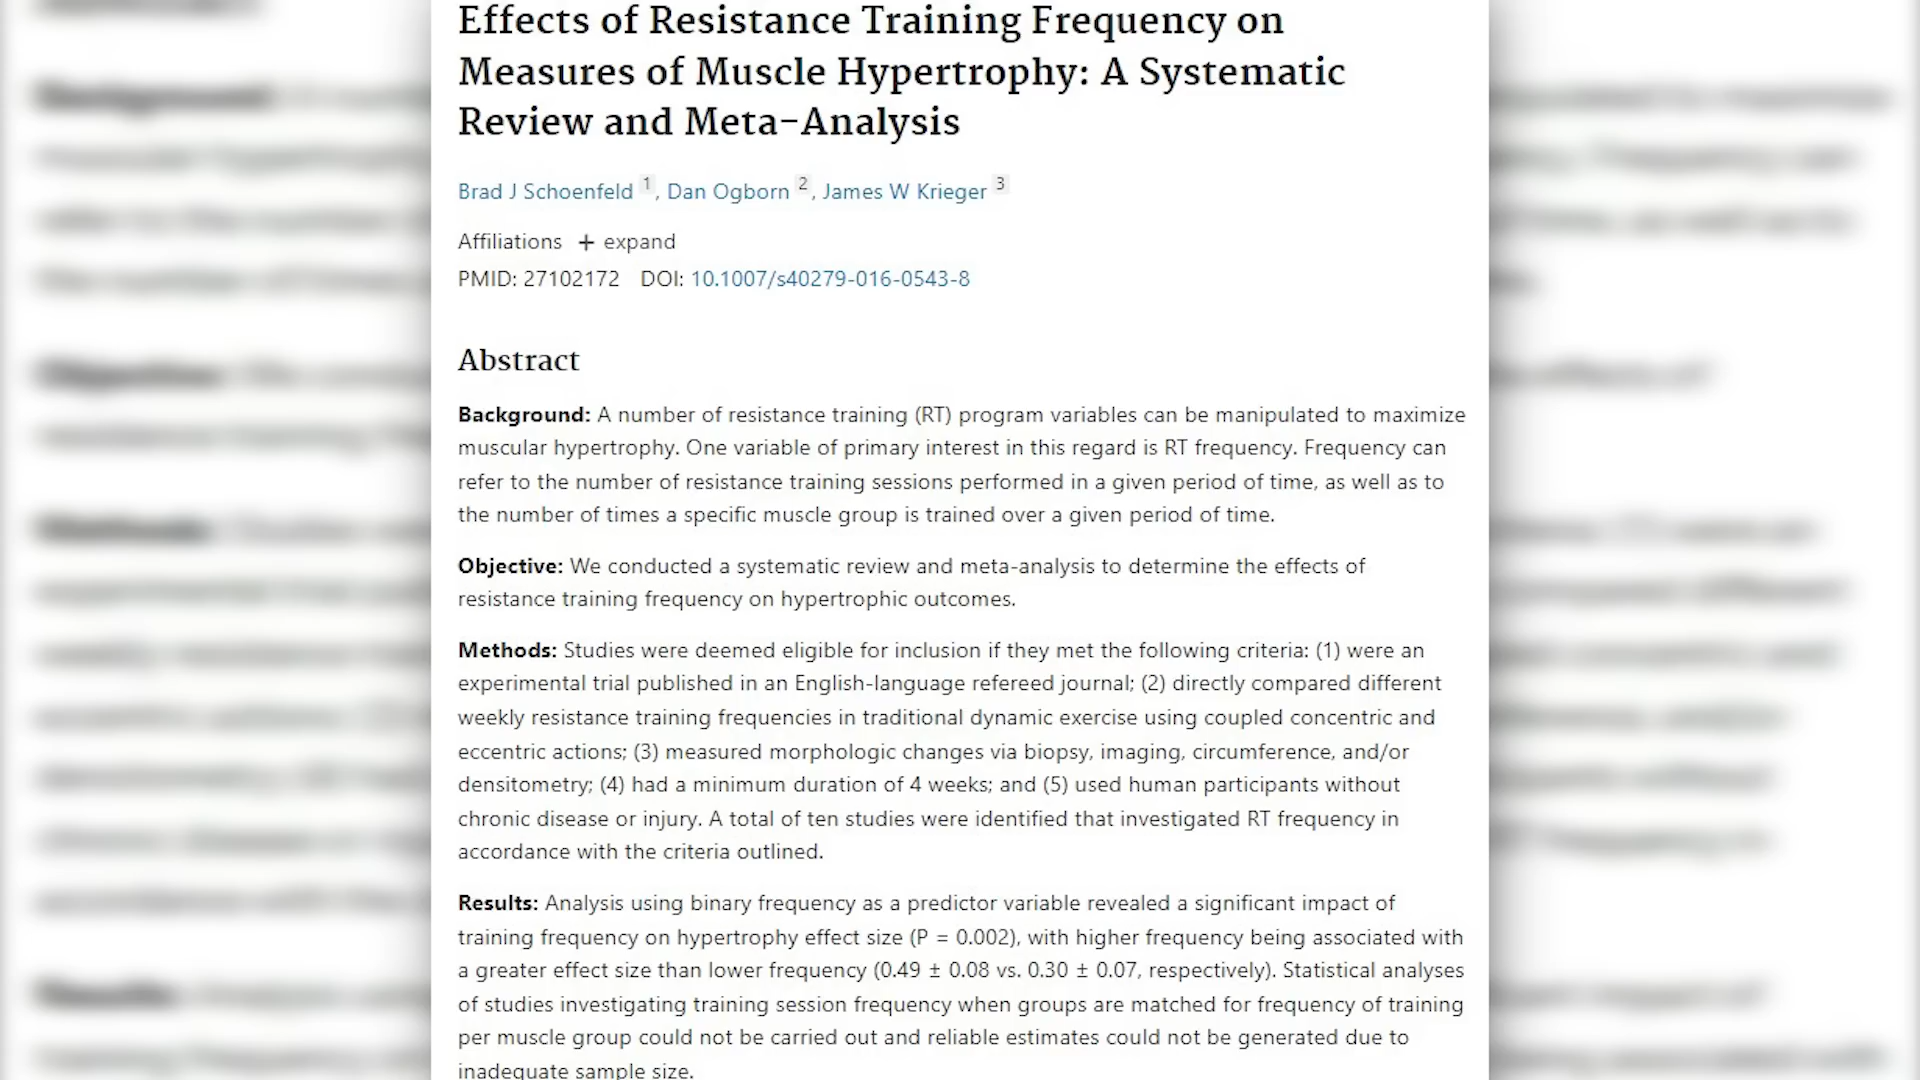 Effects of Resistance Training Frequency on
Measures of Muscle Hypertrophy: A Systematic
Review and Meta-Analysis
Brad J Schoenfeld 1, Dan Ogborn 2, James W Krieger 3
Affiliations + expand
PMID: 27102172 DOI: 10.1007/s40279-016-0543-8
Abstract
Background: A number of resistance training (RT) program variables can be manipulated to maximize
muscular hypertrophy. One variable of primary interest in this regard is RT frequency. Frequency can
refer to the number of resistance training sessions performed in a given period of time, as well as to
the number of times a specific muscle group is trained over a given period of time.
Objective: We conducted a systematic review and meta-analysis to determine the effects of
resistance training frequency on hypertrophic outcomes.
Methods: Studies were deemed eligible for inclusion if they met the following criteria: (1) were an
experimental trial published in an English-language refereed journal; (2) directly compared different
weekly resistance training frequencies in traditional dynamic exercise using coupled concentric and
eccentric actions; (3) measured morphologic changes via biopsy, imaging, circumference, and/or
densitometry; (4) had a minimum duration of 4 weeks; and (5) used human participants without
chronic disease or injury. A total of ten studies were identified that investigated RT frequency in
accordance with the criteria outlined.
Results: Analysis using binary frequency as a predictor variable revealed a significant impact of
training frequency on hypertrophy effect size (P = 0.002), with higher frequency being associated with
a greater effect size than lower frequency (0.49 ± 0.08 vs. 0.30 ± 0.07, respectively). Statistical analyses
of studies investigating training session frequency when groups are matched for frequency of training
per muscle group could not be carried out and reliable estimates could not be generated due to
inadequate sample size.